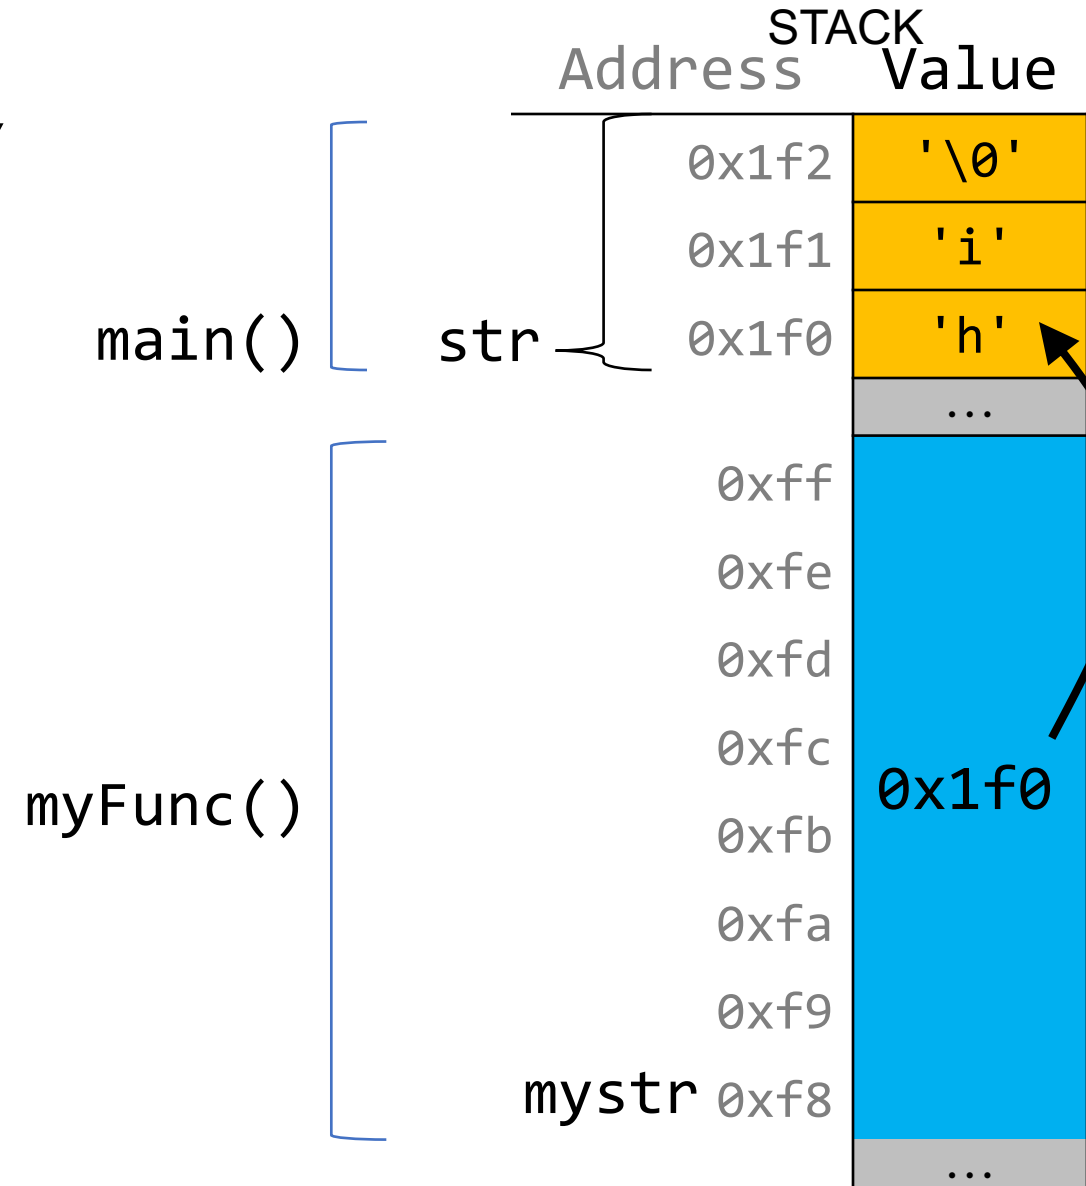 STACK
Address Value
0x1f2 '\0'
0x1f1 'i'
main() str 0x1f0 'h'
...
0xff
0xfe
0xfd
0xfc
myFunc() 0x1f0
0xfb
0xfa
0xf9
mystr 0xf8
...